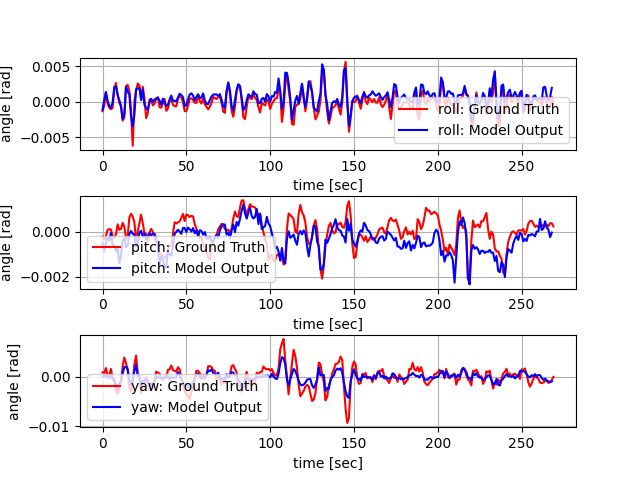 angle [rad]
0.005
0.000
−0.005
roll: Ground Truth
roll: Model Output
0 50 100 150 200 250
time [sec]
angle [rad]
0.000
−0.002
pitch: Ground Truth
pitch: Model Output
0 50 100 150 200 250
time [sec]
angle [rad]
0.00
−0.01
yaw: Ground Truth
yaw: Model Output
0 50 100 150 200 250
time [sec]